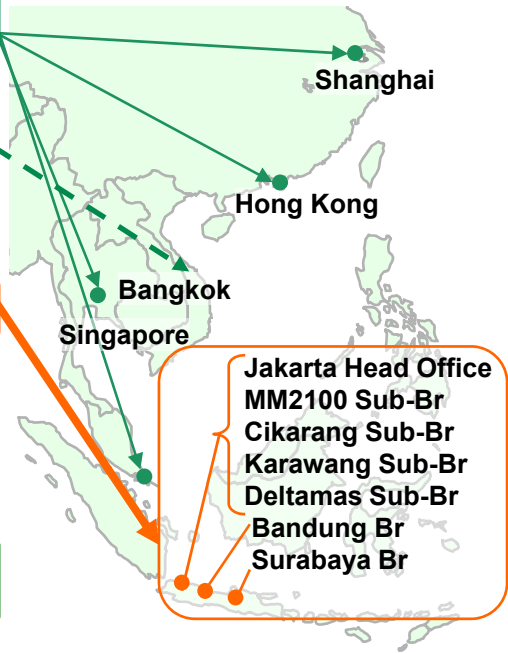 Shanghai
Hong Kong
Bangkok
Singapore
Jakarta Head Office
MM2100 Sub-Br
Cikarang Sub-Br
Karawang Sub-Br
Deltamas Sub-Br
Bandung Br
Surabaya Br